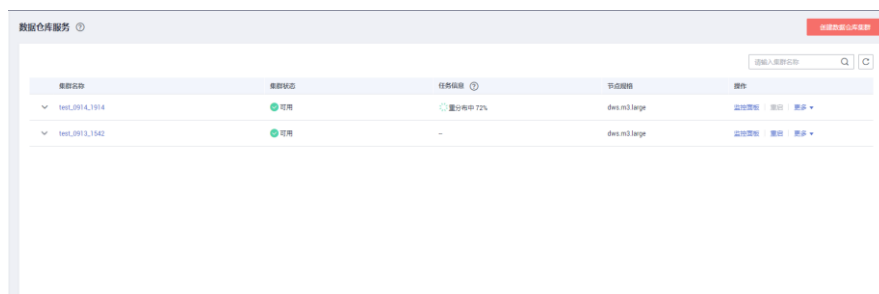 数据仓库服务
创建数据仓库集群
请输入集群名称
集群名称 集群状态 任务信息 节点规格 操作
test_0914_1914 可用 重分布中 72% dws.m3.large 监控面板 重启 更多
test_0913_1542 可用 – dws.m3.large 监控面板 重启 更多